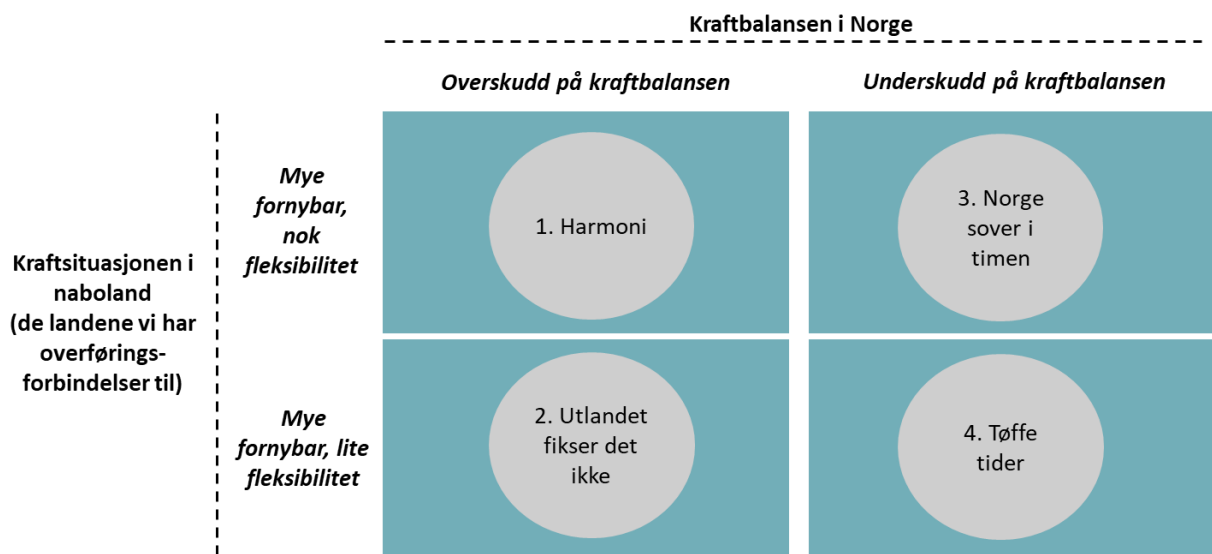 Kraftbalansen i Norge
Overskudd på kraftbalansen
Underskudd på kraftbalansen
Kraftsituasjonen i
naboland
(de landene vi har
overførings-
forbindelser til)
Mye
fornybar,
nok
fleksibilitet
1. Harmoni
3. Norge
sover i
timen
Mye
fornybar, lite
fleksibilitet
2. Utlandet
fikser det
ikke
4. Tøffe
tider